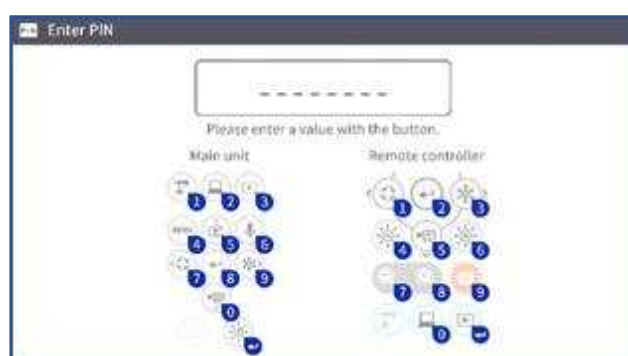 Enter PIN
Please enter a value with the button.
Main unit
Remote controller
1 2 3
1 2 3
4 5 6
4 5 6
7 8 9
7 8 9
0
0